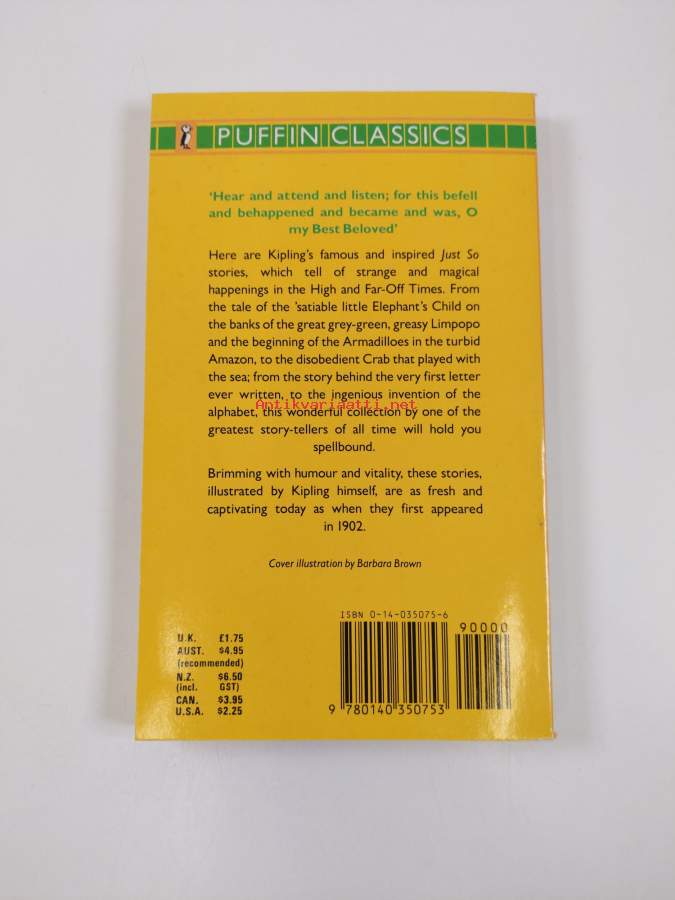 PUFFIN CLASSICS
'Hear and attend and listen; for this befell
and behappened and became and was, O
my Best Beloved'
Here are Kipling's famous and inspired Just So
stories, which tell of strange and magical
happenings in the High and Far-Off Times. From
the tale of the 'satiable little Elephant's Child on
the banks of the great grey-green, greasy Limpopo
and the beginning of the Armadilloes in the turbid
Amazon, to the disobedient Crab that played with
the sea; from the story behind the very first letter
ever written, to the ingenious invention of the
Antikvariaatti.net
alphabet, this wonderful collection by one of the
greatest story-tellers of all time will hold you
spellbound.
Brimming with humour and vitality, these stories,
illustrated by Kipling himself, are as fresh and
captivating today as when they first appeared
in 1902.
Cover illustration by Barbara Brown
U.K. £1.75
AUST. $4.95
(recommended)
N.Z. $6.50
(incl. GST)
CAN. $3.95
U.S.A. $2.25
ISBN 0-14-035075-6
90000
9 780140 350753